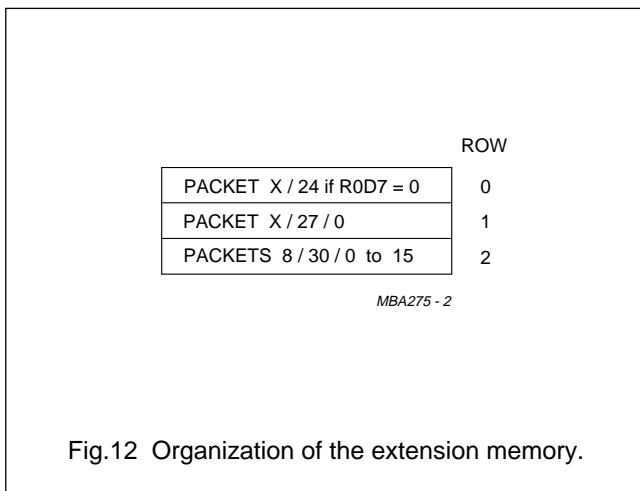 ROW
PACKET X / 24 if R0D7 = 0 0
PACKET X / 27 / 0 1
PACKETS 8 / 30 / 0 to 15 2
MBA275 - 2
Fig.12 Organization of the extension memory.